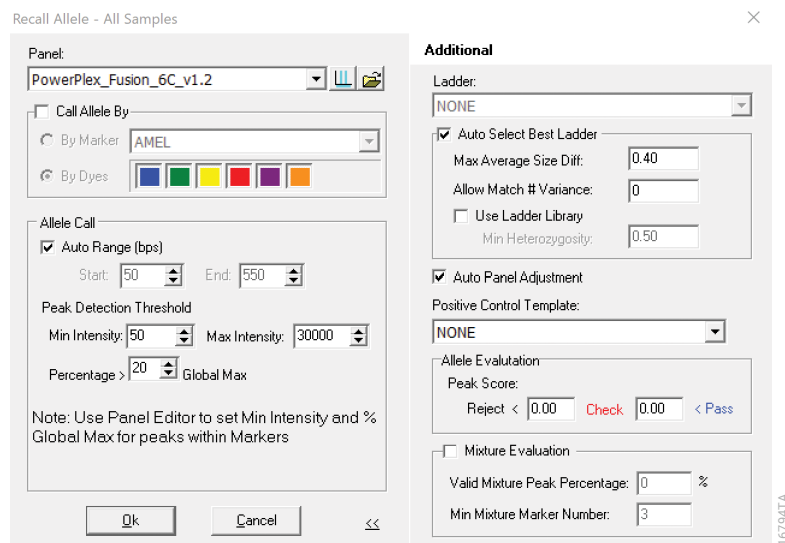 Recall Allele - All Samples
Panel:
PowerPlex_Fusion_6C_v1.2
Call Allele By
By Marker AMEL
By Dyes
Allele Call
Auto Range (bps)
Start: 50 End: 550
Peak Detection Threshold
Min Intensity: 50 Max Intensity: 30000
Percentage > 20 Global Max
Note: Use Panel Editor to set Min Intensity and %
Global Max for peaks within Markers
Ok Cancel <<
Additional
Ladder:
NONE
Auto Select Best Ladder
Max Average Size Diff: 0.40
Allow Match # Variance: 0
Use Ladder Library
Min Heterozygosity: 0.50
Auto Panel Adjustment
Positive Control Template:
NONE
Allele Evalutation
Peak Score:
Reject < 0.00 Check 0.00 < Pass
Mixture Evaluation
Valid Mixture Peak Percentage: 0 %
Min Mixture Marker Number: 3
16794TA